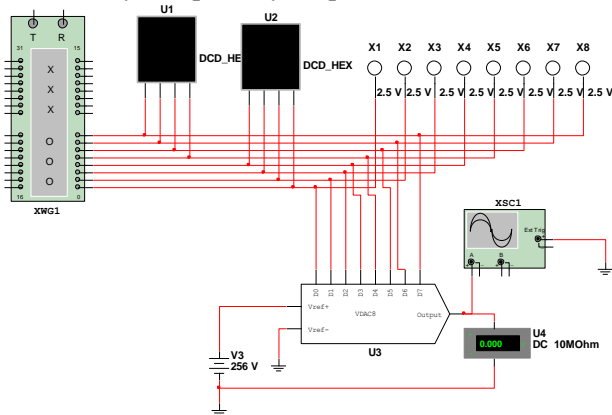 U1
U2
DCD_HE
DCD_HEX
X1 X2 X3 X4 X5 X6 X7 X8
2.5 V 2.5 V 2.5 V 2.5 V 2.5 V 2.5 V 2.5 V 2.5 V
T R
31 15
X
X
X
O
O
O
16 0
XWG1
XSC1
Ext Trig
A B
D0 D1 D2 D3 D4 D5 D6 D7
Vref+
VDAC8
Output
Vref-
U3
V3
256 V
0.000
U4
DC 10MOhm